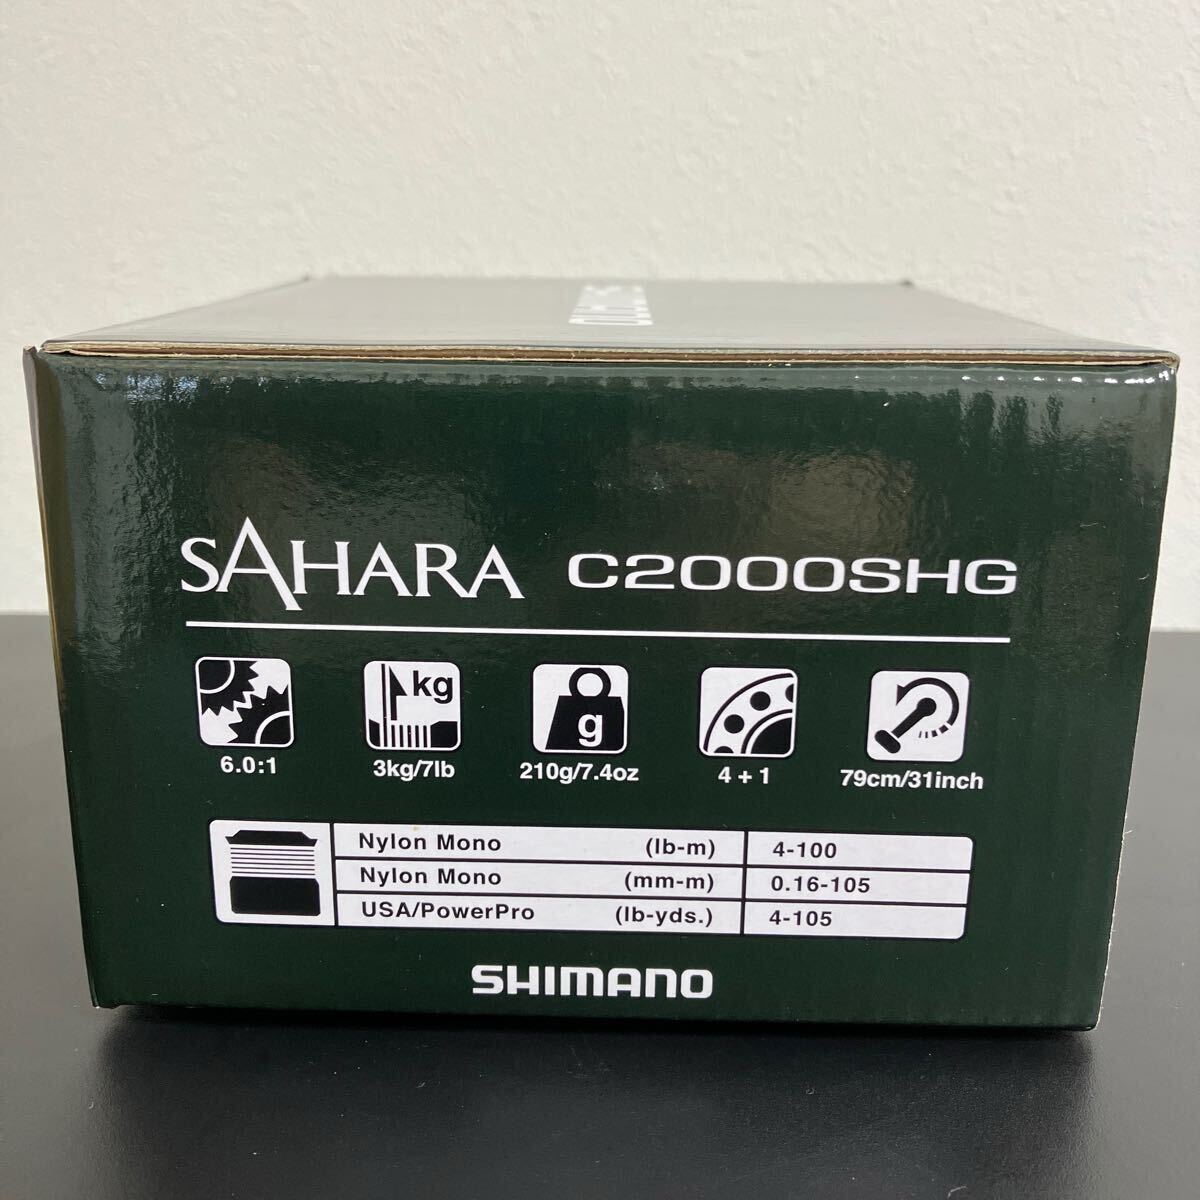 SAHARA C2000SHG
kg
g
6.0:1 3kg/7lb 210g/7.4oz 4 + 1 79cm/31inch
Nylon Mono (lb-m) 4-100
Nylon Mono (mm-m) 0.16-105
USA/PowerPro (lb-yds.) 4-105
SHIMANO